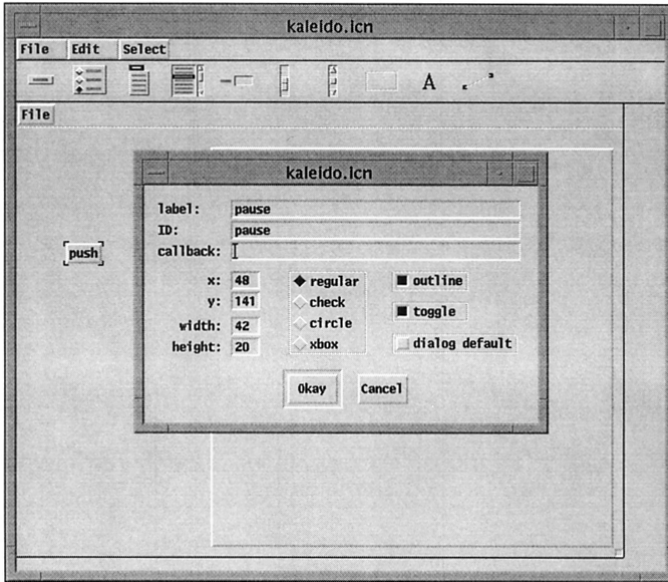 kaleido.icn
File Edit Select
A
File
push
kaleido.icn
label: pause
ID: pause
callback:
x: 48
y: 141
width: 42
height: 20
regular
check
circle
xbox
outline
toggle
dialog default
Okay Cancel